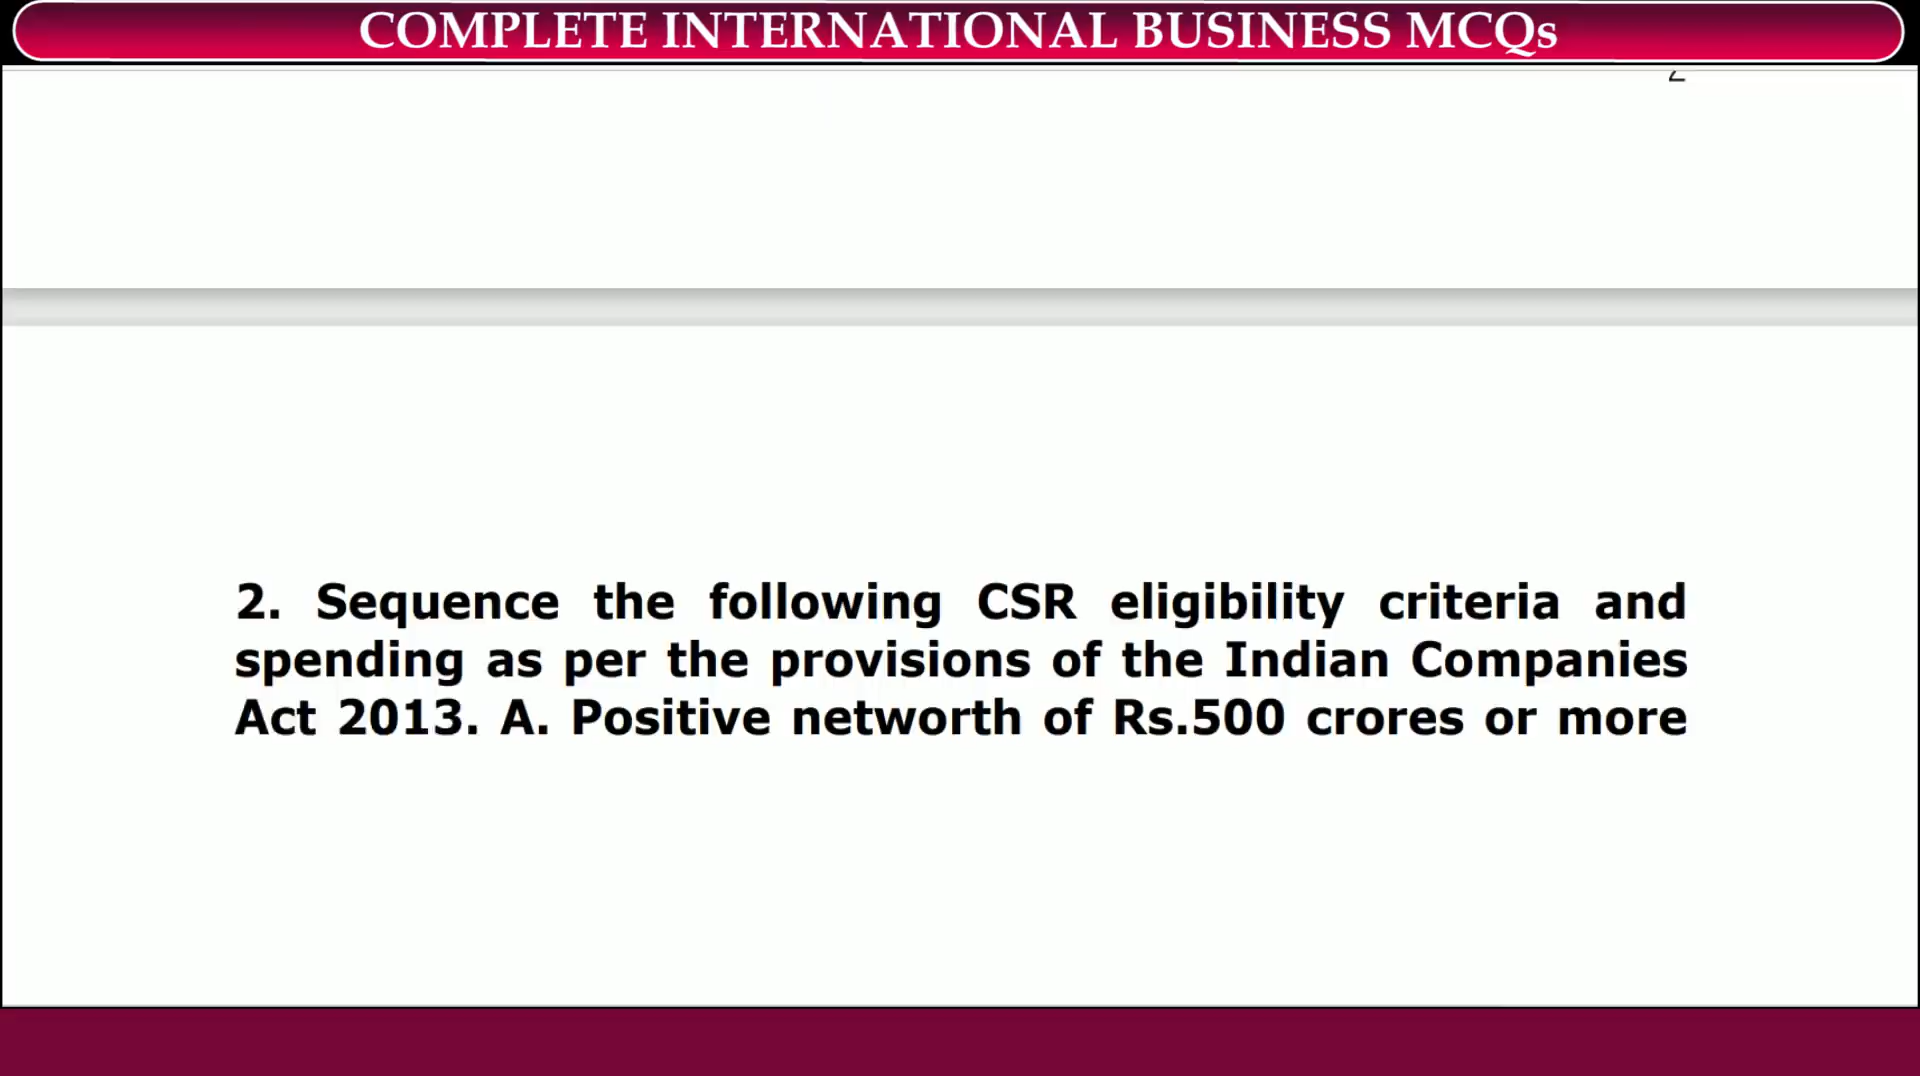 COMPLETE INTERNATIONAL BUSINESS MCQs
2. Sequence the following CSR eligibility criteria and
spending as per the provisions of the Indian Companies
Act 2013. A. Positive networth of Rs.500 crores or more